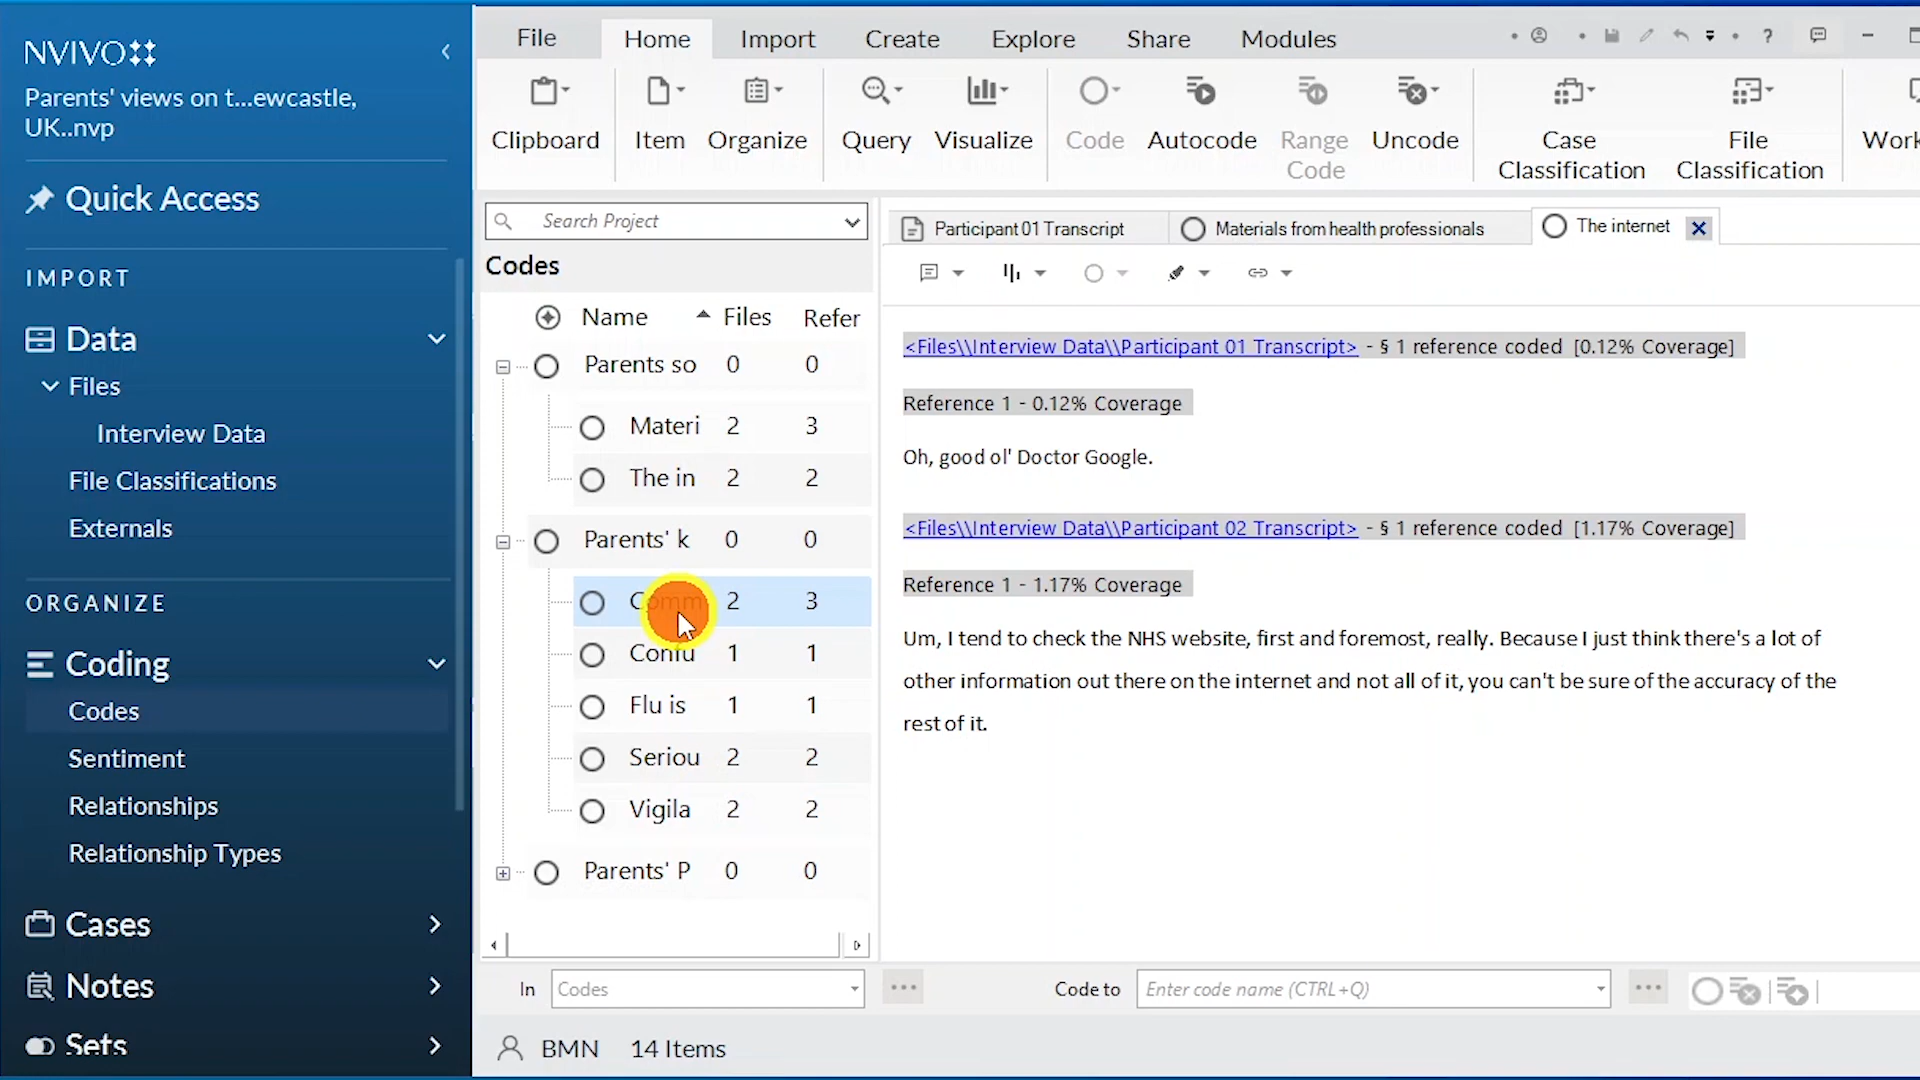 NVIVO
Parents' views on t...ewcastle,
UK..nvp
Quick Access
IMPORT
Data
Files
Interview Data
File Classifications
Externals
ORGANIZE
Coding
Codes
Sentiment
Relationships
Relationship Types
Cases
Notes
Sets
File Home Import Create Explore Share Modules
Clipboard Item Organize Query Visualize Code Autocode Range Code Uncode Case Classification File Classification Work
Search Project
Codes
Name Files Refer
Parents so 0 0
Materi 2 3
The in 2 2
Parents' k 0 0
Comm 2 3
Confu 1 1
Flu is 1 1
Seriou 2 2
Vigila 2 2
Parents' P 0 0
Participant 01 Transcript Materials from health professionals The internet
<Files\\Interview Data\\Participant 01 Transcript> - § 1 reference coded [0.12% Coverage]
Reference 1 - 0.12% Coverage
Oh, good ol' Doctor Google.
<Files\\Interview Data\\Participant 02 Transcript> - § 1 reference coded [1.17% Coverage]
Reference 1 - 1.17% Coverage
Um, I tend to check the NHS website, first and foremost, really. Because I just think there's a lot of
other information out there on the internet and not all of it, you can't be sure of the accuracy of the
rest of it.
In Codes Code to Enter code name (CTRL+Q)
BMN 14 Items